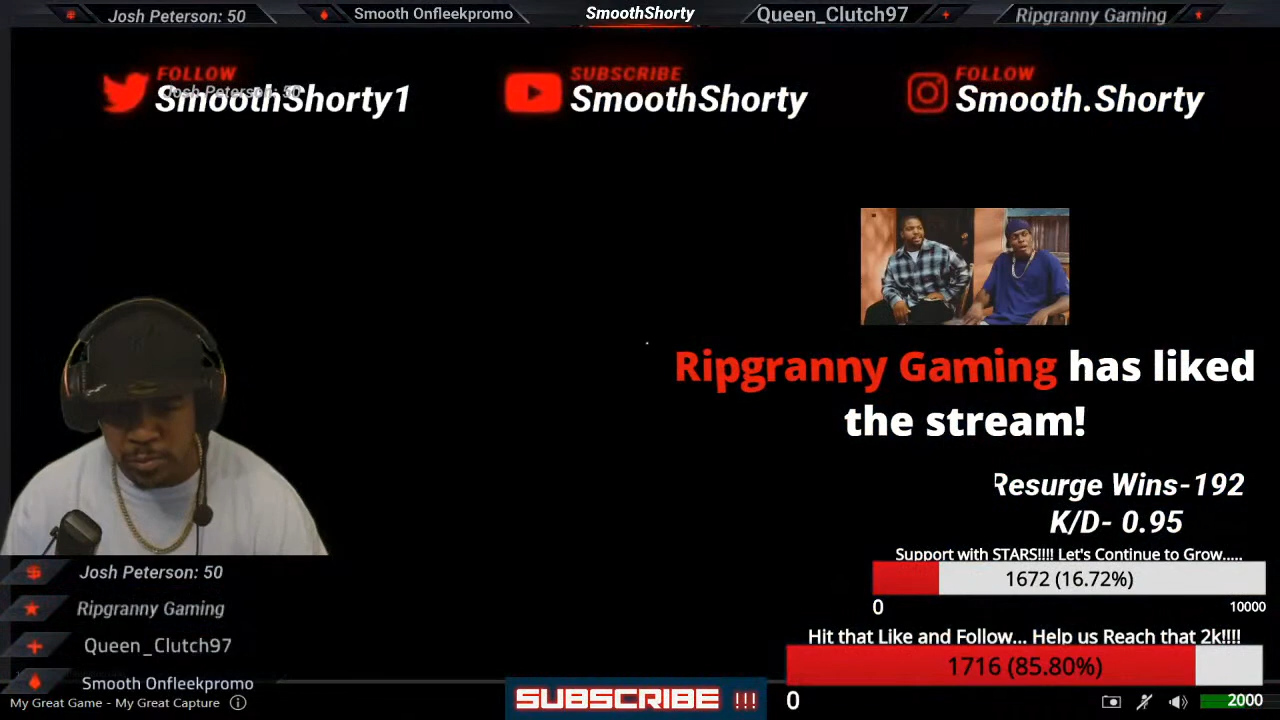 Josh Peterson: 50
Smooth Onfleekpromo
SmoothShorty
Queen_Clutch97
Ripgranny Gaming
FOLLOW
Josh Peterson: 50
SmoothShorty1
SUBSCRIBE
SmoothShorty
FOLLOW
Smooth.Shorty
Ripgranny Gaming has liked
the stream!
Resurge Wins-192
K/D- 0.95
Support with STARS!!!! Let's Continue to Grow.....
1672 (16.72%)
0
10000
Hit that Like and Follow... Help us Reach that 2k!!!!
1716 (85.80%)
0
2000
Josh Peterson: 50
Ripgranny Gaming
Queen_Clutch97
Smooth Onfleekpromo
My Great Game - My Great Capture
SUBSCRIBE !!!